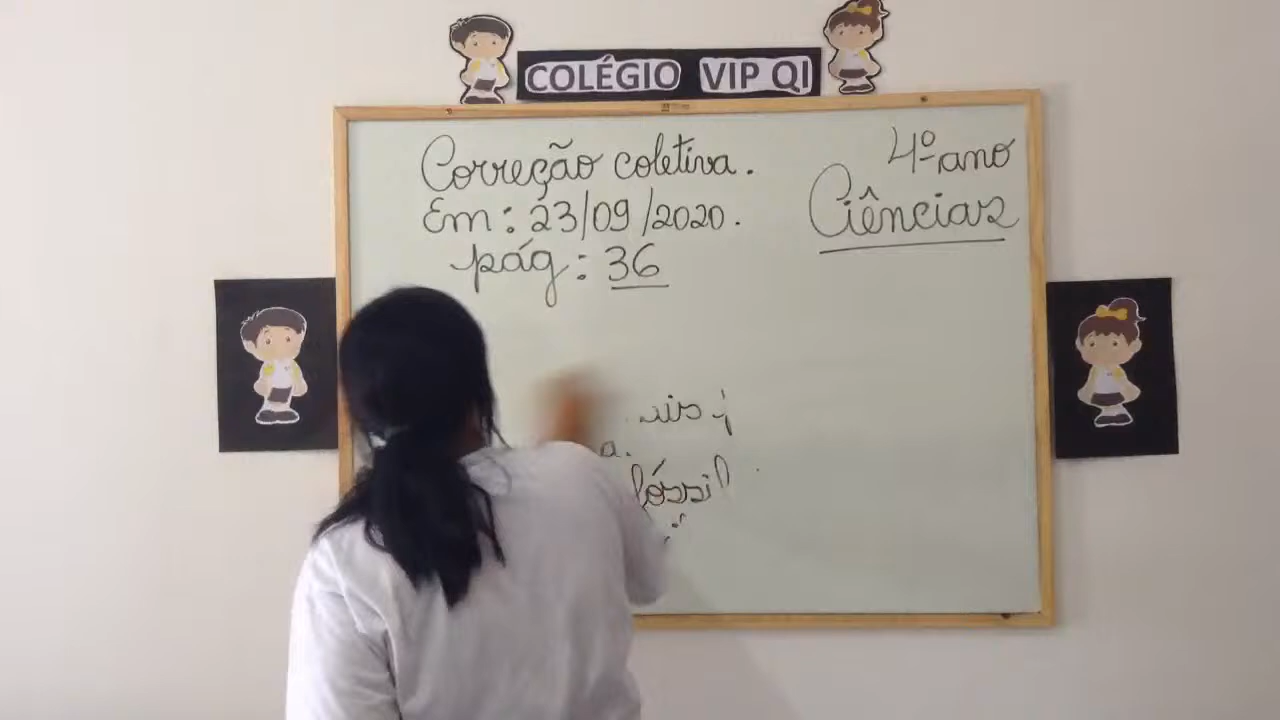 COLÉGIO VIP QI
Correção coletiva.
4º ano
Em: 23/09/2020.
Ciências
pág: 36
a.
fóssil